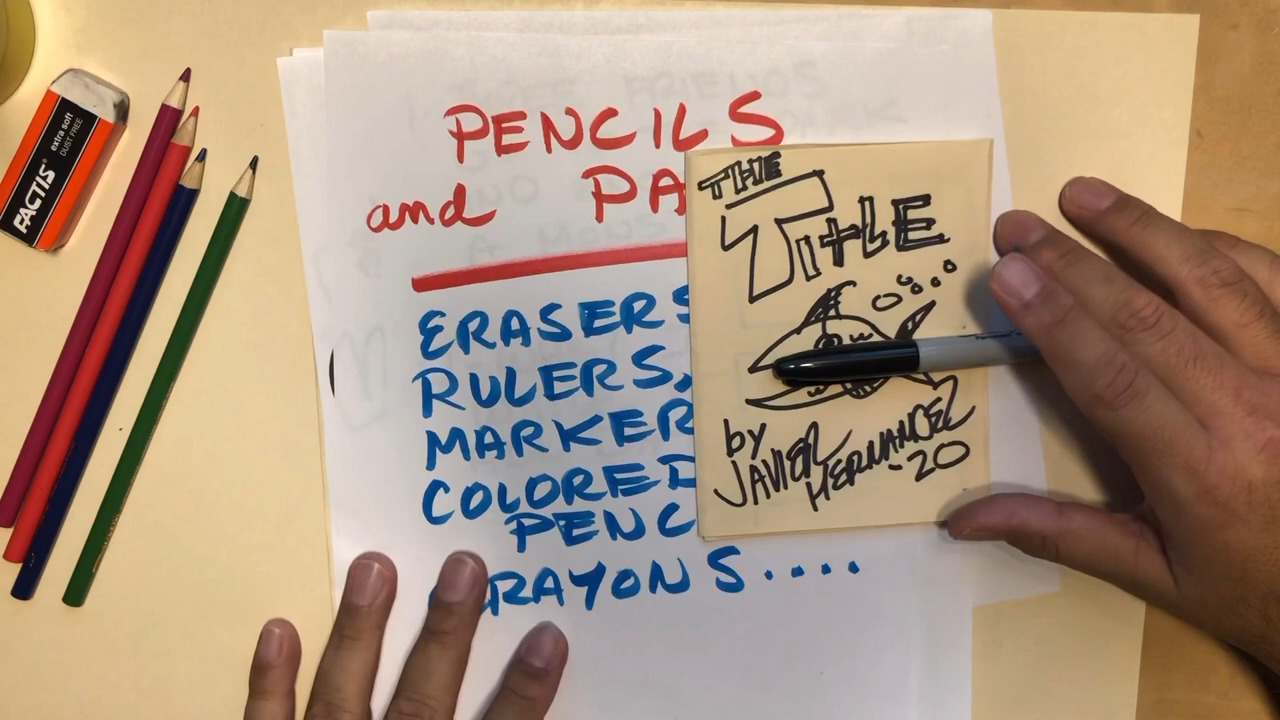 PENCILS
and PA
ERASERS
RULERS,
MARKER
COLORED
PENC
CRAYONS....
THE
TitLE
by
JAVIER
HERNANDEZ
-20
FACTIS®
extra soft
DUST FREE